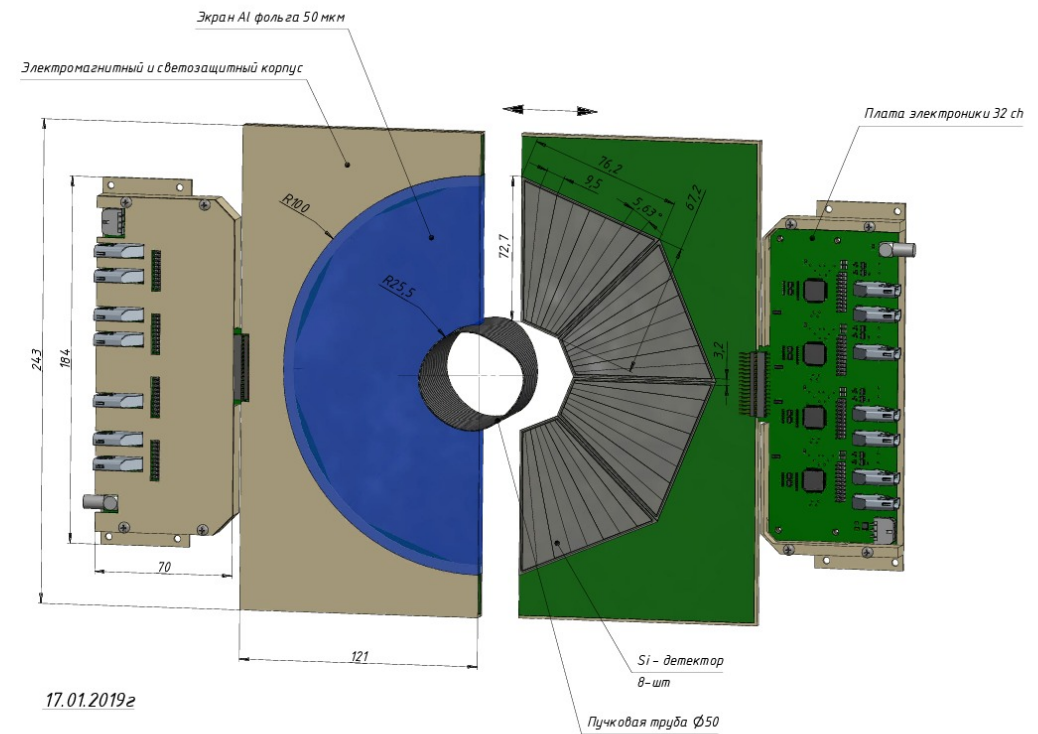 Экран Al фольга 50 мкм
Электромагнитный и светозащитный корпус
Плата электроники 32 ch
76,2
9,5
5,63°
67,2
R100
72,7
R25,5
3,2
243
184
70
121
Si - детектор
8-шт
17.01.2019г
Пучковая труба Ø50